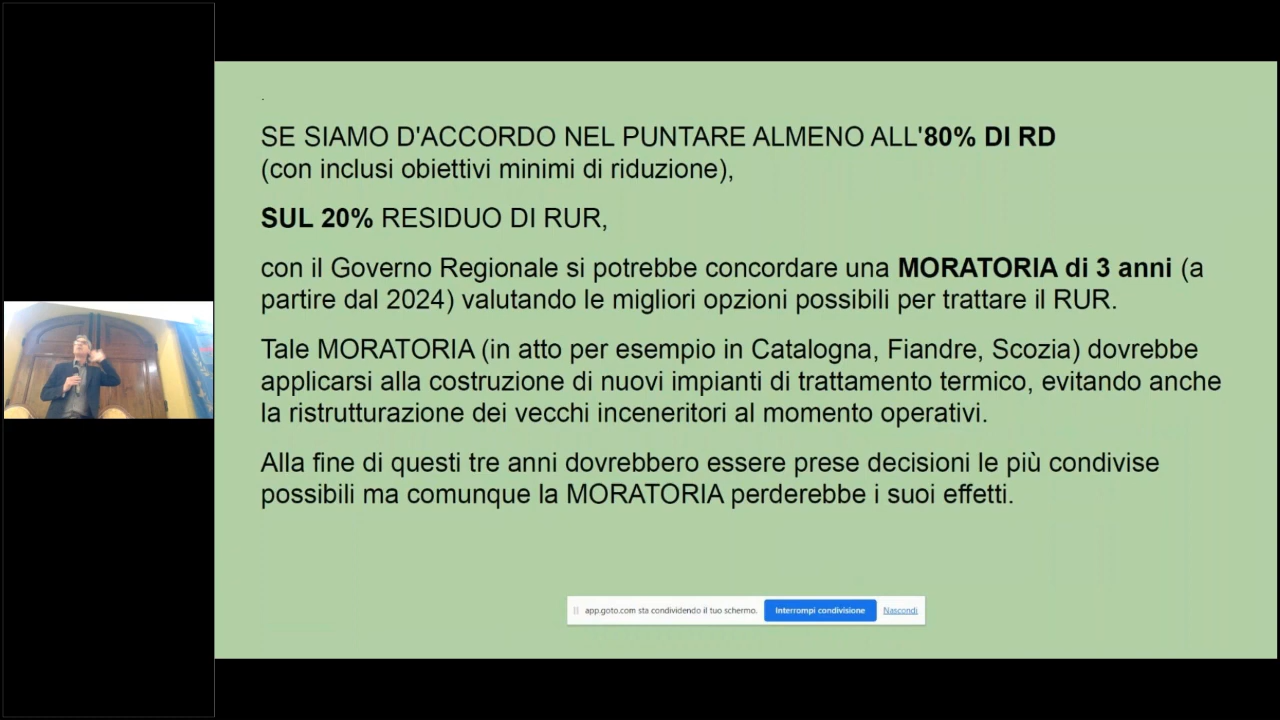 SE SIAMO D'ACCORDO NEL PUNTARE ALMENO ALL'80% DI RD
(con inclusi obiettivi minimi di riduzione),
SUL 20% RESIDUO DI RUR,
con il Governo Regionale si potrebbe concordare una MORATORIA di 3 anni (a
partire dal 2024) valutando le migliori opzioni possibili per trattare il RUR.
Tale MORATORIA (in atto per esempio in Catalogna, Fiandre, Scozia) dovrebbe
applicarsi alla costruzione di nuovi impianti di trattamento termico, evitando anche
la ristrutturazione dei vecchi inceneritori al momento operativi.
Alla fine di questi tre anni dovrebbero essere prese decisioni le più condivise
possibili ma comunque la MORATORIA perderebbe i suoi effetti.
app.goto.com sta condividendo il tuo schermo. Interrompi condivisione Nascondi